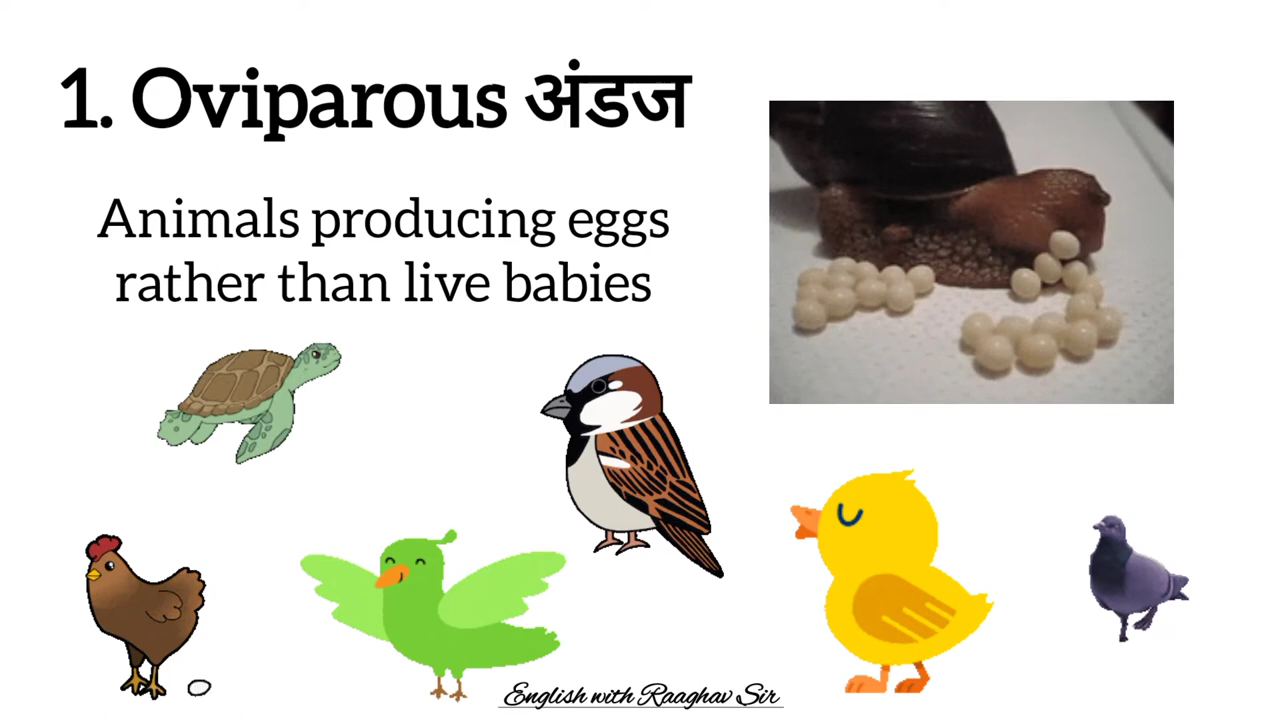 1. Oviparous अंडज
Animals producing eggs
rather than live babies
English with Raaghav Sir